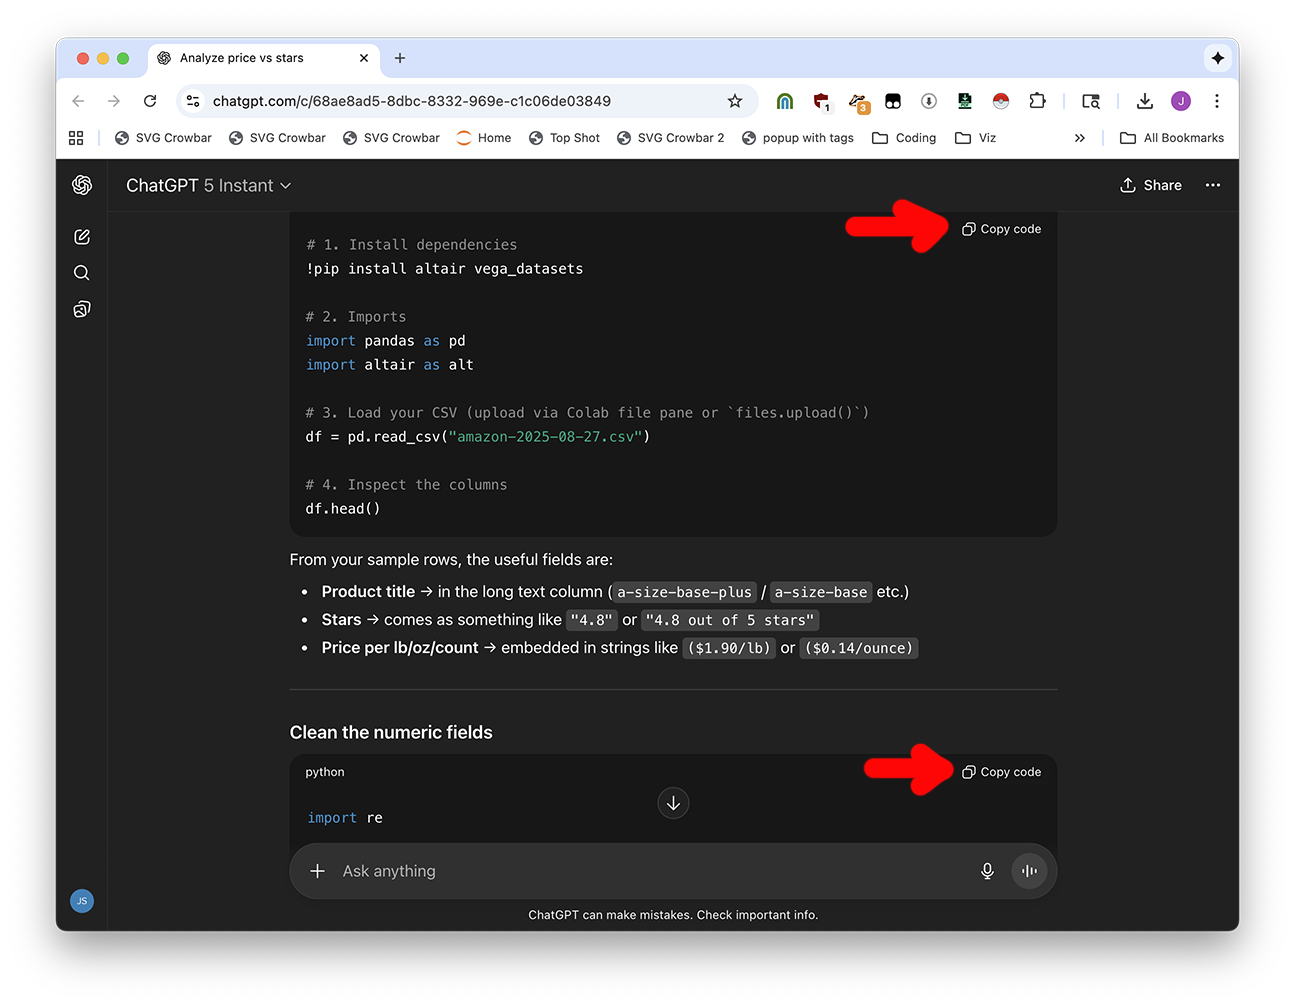 Analyze price vs stars
chatgpt.com/c/68ae8ad5-8dbc-8332-969e-c1c06de03849
1
3
J
SVG Crowbar
SVG Crowbar
SVG Crowbar
Home
Top Shot
SVG Crowbar 2
popup with tags
Coding
Viz
»
All Bookmarks
ChatGPT 5 Instant
Share
Copy code
# 1. Install dependencies
!pip install altair vega_datasets
# 2. Imports
import pandas as pd
import altair as alt
# 3. Load your CSV (upload via Colab file pane or `files.upload()`)
df = pd.read_csv("amazon-2025-08-27.csv")
# 4. Inspect the columns
df.head()
From your sample rows, the useful fields are:
• Product title → in the long text column (a-size-base-plus / a-size-base etc.)
• Stars → comes as something like "4.8" or "4.8 out of 5 stars"
• Price per lb/oz/count → embedded in strings like ($1.90/lb) or ($0.14/ounce)
Clean the numeric fields
python
Copy code
import re
Ask anything
JS
ChatGPT can make mistakes. Check important info.